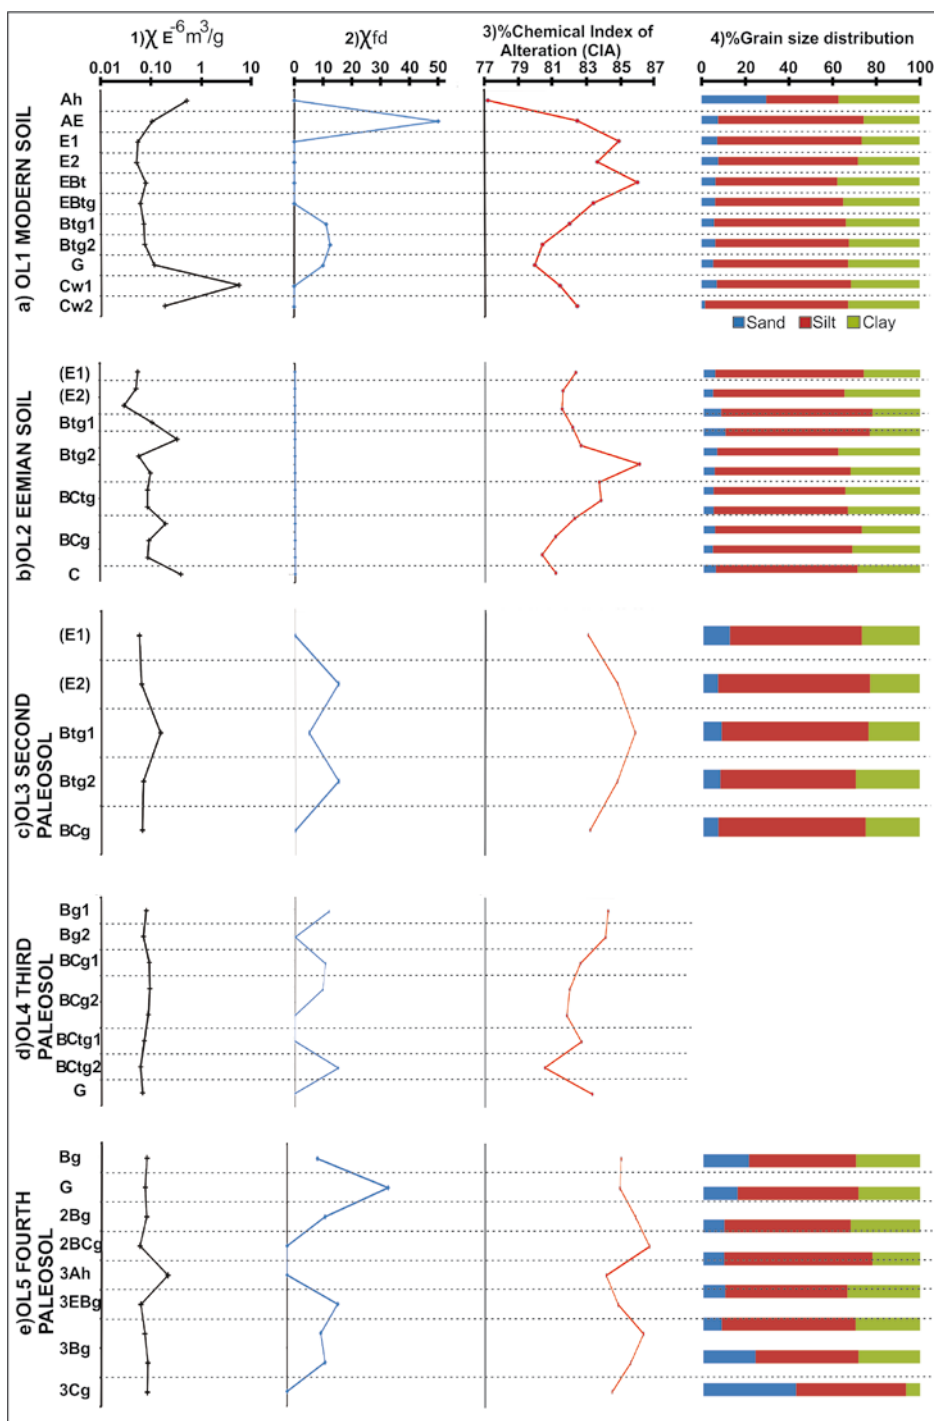 1)χ E⁻⁶ m³/g
2)χfd
3)%Chemical Index of
Alteration (CIA)
4)%Grain size distribution
0.01 0.10 1 10
0 10 20 30 40 50
77 79 81 83 85 87
0 20 40 60 80 100
a) OL1 MODERN SOIL
Ah
AE
E1
E2
EBt
EBtg
Btg1
Btg2
G
Cw1
Cw2
Sand Silt Clay
b)OL2 EEMIAN SOIL
(E1)
(E2)
Btg1
Btg2
BCtg
BCg
C
c)OL3 SECOND
PALEOSOL
(E1)
(E2)
Btg1
Btg2
BCg
d)OL4 THIRD
PALEOSOL
Bg1
Bg2
BCg1
BCg2
BCtg1
BCtg2
G
e)OL5 FOURTH
PALEOSOL
Bg
G
2Bg
2BCg
3Ah
3EBg
3Bg
3Cg